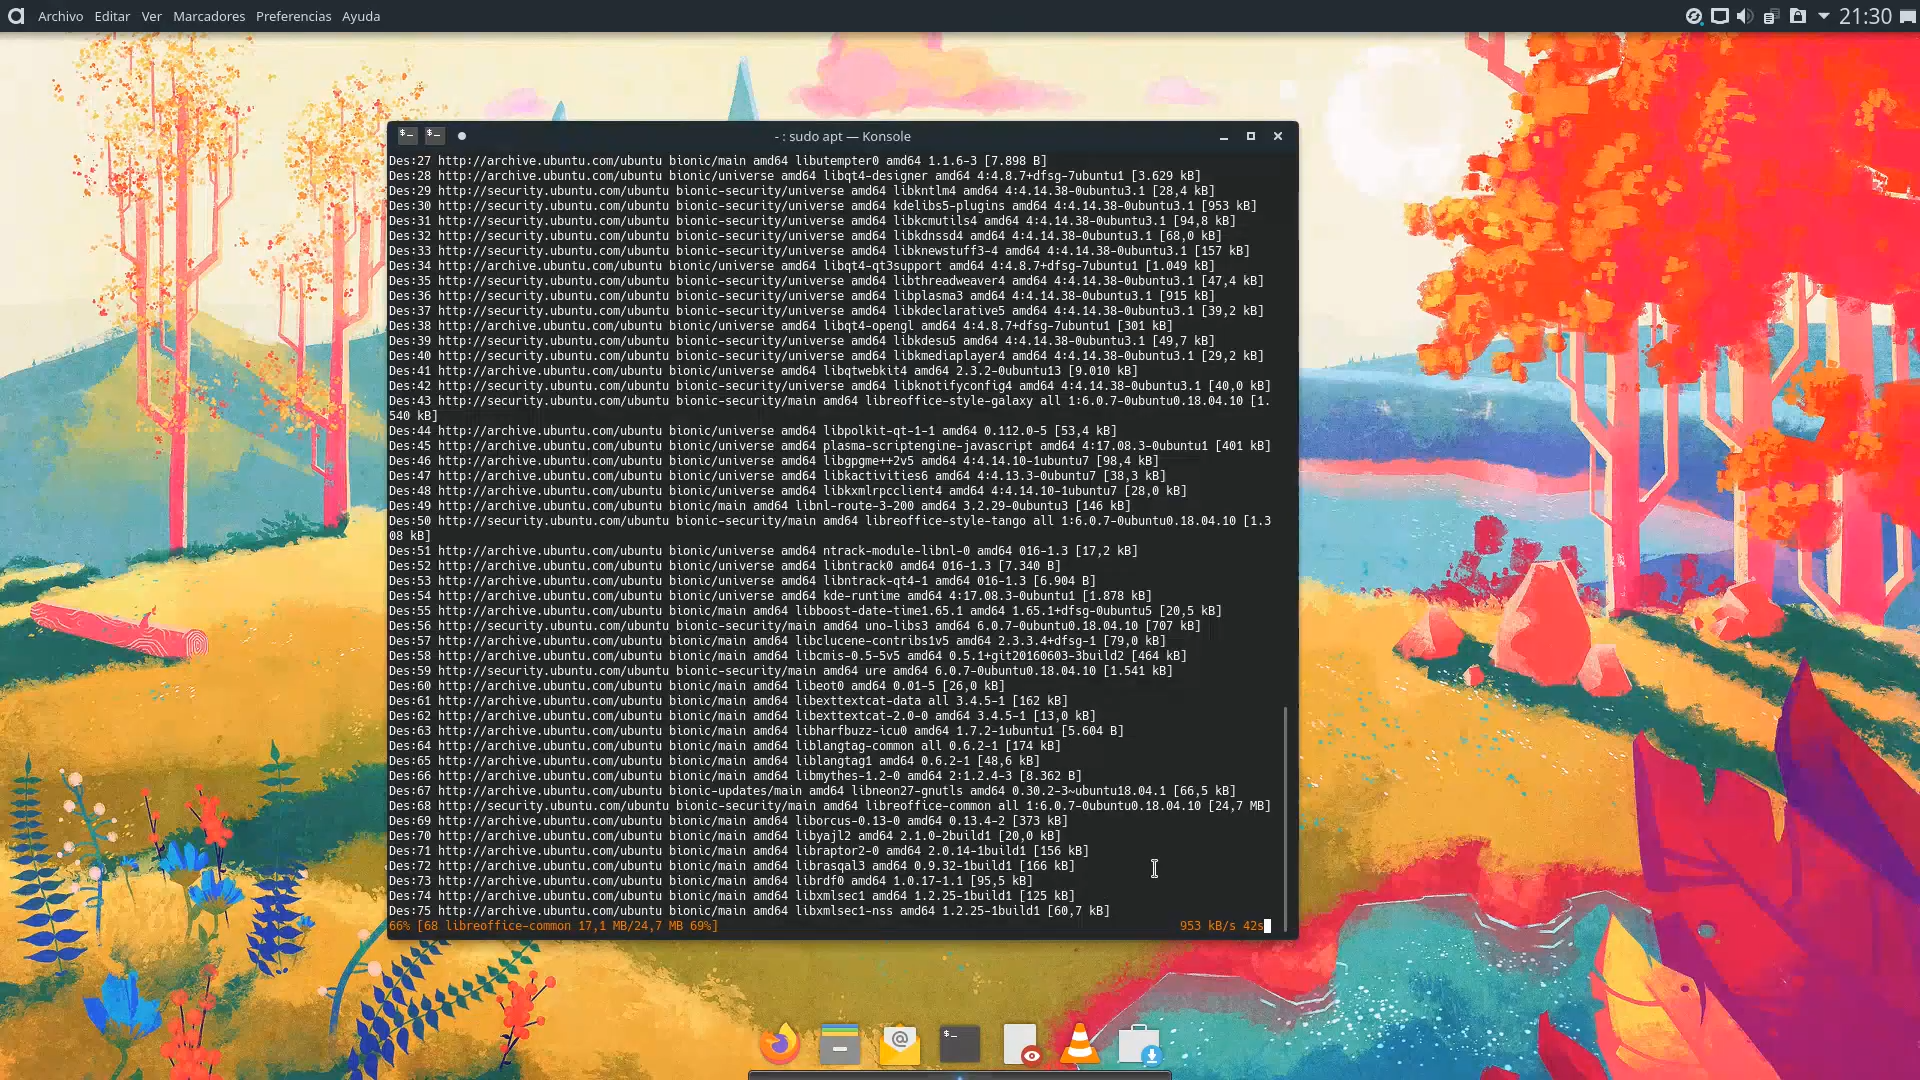 Archivo Editar Ver Marcadores Preferencias Ayuda 21:30
- : sudo apt — Konsole
Des:27 http://archive.ubuntu.com/ubuntu bionic/main amd64 libutempter0 amd64 1.1.6-3 [7.898 B]
Des:28 http://archive.ubuntu.com/ubuntu bionic/universe amd64 libqt4-designer amd64 4:4.8.7+dfsg-7ubuntu1 [3.629 kB]
Des:29 http://security.ubuntu.com/ubuntu bionic-security/universe amd64 libkntlm4 amd64 4:4.14.38-0ubuntu3.1 [28,4 kB]
Des:30 http://security.ubuntu.com/ubuntu bionic-security/universe amd64 kdelibs5-plugins amd64 4:4.14.38-0ubuntu3.1 [953 kB]
Des:31 http://security.ubuntu.com/ubuntu bionic-security/universe amd64 libkcmutils4 amd64 4:4.14.38-0ubuntu3.1 [94,8 kB]
Des:32 http://security.ubuntu.com/ubuntu bionic-security/universe amd64 libkdnssd4 amd64 4:4.14.38-0ubuntu3.1 [68,0 kB]
Des:33 http://security.ubuntu.com/ubuntu bionic-security/universe amd64 libknewstuff3-4 amd64 4:4.14.38-0ubuntu3.1 [157 kB]
Des:34 http://archive.ubuntu.com/ubuntu bionic/universe amd64 libqt4-qt3support amd64 4:4.8.7+dfsg-7ubuntu1 [1.049 kB]
Des:35 http://security.ubuntu.com/ubuntu bionic-security/universe amd64 libthreadweaver4 amd64 4:4.14.38-0ubuntu3.1 [47,4 kB]
Des:36 http://security.ubuntu.com/ubuntu bionic-security/universe amd64 libplasma3 amd64 4:4.14.38-0ubuntu3.1 [915 kB]
Des:37 http://security.ubuntu.com/ubuntu bionic-security/universe amd64 libkdeclarative5 amd64 4:4.14.38-0ubuntu3.1 [39,2 kB]
Des:38 http://archive.ubuntu.com/ubuntu bionic/universe amd64 libqt4-opengl amd64 4:4.8.7+dfsg-7ubuntu1 [301 kB]
Des:39 http://security.ubuntu.com/ubuntu bionic-security/universe amd64 libkdesu5 amd64 4:4.14.38-0ubuntu3.1 [49,7 kB]
Des:40 http://security.ubuntu.com/ubuntu bionic-security/universe amd64 libkmediaplayer4 amd64 4:4.14.38-0ubuntu3.1 [29,2 kB]
Des:41 http://archive.ubuntu.com/ubuntu bionic/universe amd64 libqtwebkit4 amd64 2.3.2-0ubuntu13 [9.010 kB]
Des:42 http://security.ubuntu.com/ubuntu bionic-security/universe amd64 libknotifyconfig4 amd64 4:4.14.38-0ubuntu3.1 [40,0 kB]
Des:43 http://security.ubuntu.com/ubuntu bionic-security/main amd64 libreoffice-style-galaxy all 1:6.0.7-0ubuntu0.18.04.10 [1.
540 kB]
Des:44 http://archive.ubuntu.com/ubuntu bionic/universe amd64 libpolkit-qt-1-1 amd64 0.112.0-5 [53,4 kB]
Des:45 http://archive.ubuntu.com/ubuntu bionic/universe amd64 plasma-scriptengine-javascript amd64 4:17.08.3-0ubuntu1 [401 kB]
Des:46 http://archive.ubuntu.com/ubuntu bionic/universe amd64 libgpgme++2v5 amd64 4:4.14.10-1ubuntu7 [98,4 kB]
Des:47 http://archive.ubuntu.com/ubuntu bionic/universe amd64 libkactivities6 amd64 4:4.13.3-0ubuntu7 [38,3 kB]
Des:48 http://archive.ubuntu.com/ubuntu bionic/universe amd64 libkxmlrpcclient4 amd64 4:4.14.10-1ubuntu7 [28,0 kB]
Des:49 http://archive.ubuntu.com/ubuntu bionic/main amd64 libnl-route-3-200 amd64 3.2.29-0ubuntu3 [146 kB]
Des:50 http://security.ubuntu.com/ubuntu bionic-security/main amd64 libreoffice-style-tango all 1:6.0.7-0ubuntu0.18.04.10 [1.3
08 kB]
Des:51 http://archive.ubuntu.com/ubuntu bionic/universe amd64 ntrack-module-libnl-0 amd64 016-1.3 [17,2 kB]
Des:52 http://archive.ubuntu.com/ubuntu bionic/universe amd64 libntrack0 amd64 016-1.3 [7.340 B]
Des:53 http://archive.ubuntu.com/ubuntu bionic/universe amd64 libntrack-qt4-1 amd64 016-1.3 [6.904 B]
Des:54 http://archive.ubuntu.com/ubuntu bionic/universe amd64 kde-runtime amd64 4:17.08.3-0ubuntu1 [1.878 kB]
Des:55 http://archive.ubuntu.com/ubuntu bionic/main amd64 libboost-date-time1.65.1 amd64 1.65.1+dfsg-0ubuntu5 [20,5 kB]
Des:56 http://security.ubuntu.com/ubuntu bionic-security/main amd64 uno-libs3 amd64 6.0.7-0ubuntu0.18.04.10 [707 kB]
Des:57 http://archive.ubuntu.com/ubuntu bionic/main amd64 libclucene-contribs1v5 amd64 2.3.3.4+dfsg-1 [79,0 kB]
Des:58 http://archive.ubuntu.com/ubuntu bionic/main amd64 libcmis-0.5-5v5 amd64 0.5.1+git20160603-3build2 [464 kB]
Des:59 http://security.ubuntu.com/ubuntu bionic-security/main amd64 ure amd64 6.0.7-0ubuntu0.18.04.10 [1.541 kB]
Des:60 http://archive.ubuntu.com/ubuntu bionic/main amd64 libeot0 amd64 0.01-5 [26,0 kB]
Des:61 http://archive.ubuntu.com/ubuntu bionic/main amd64 libexttextcat-data all 3.4.5-1 [162 kB]
Des:62 http://archive.ubuntu.com/ubuntu bionic/main amd64 libexttextcat-2.0-0 amd64 3.4.5-1 [13,0 kB]
Des:63 http://archive.ubuntu.com/ubuntu bionic/main amd64 libharfbuzz-icu0 amd64 1.7.2-1ubuntu1 [5.604 B]
Des:64 http://archive.ubuntu.com/ubuntu bionic/main amd64 liblangtag-common all 0.6.2-1 [174 kB]
Des:65 http://archive.ubuntu.com/ubuntu bionic/main amd64 liblangtag1 amd64 0.6.2-1 [48,6 kB]
Des:66 http://archive.ubuntu.com/ubuntu bionic/main amd64 libmythes-1.2-0 amd64 2:1.2.4-3 [8.362 B]
Des:67 http://archive.ubuntu.com/ubuntu bionic-updates/main amd64 libneon27-gnutls amd64 0.30.2-3~ubuntu18.04.1 [66,5 kB]
Des:68 http://security.ubuntu.com/ubuntu bionic-security/main amd64 libreoffice-common all 1:6.0.7-0ubuntu0.18.04.10 [24,7 MB]
Des:69 http://archive.ubuntu.com/ubuntu bionic/main amd64 liborcus-0.13-0 amd64 0.13.4-2 [373 kB]
Des:70 http://archive.ubuntu.com/ubuntu bionic/main amd64 libyajl2 amd64 2.1.0-2build1 [20,0 kB]
Des:71 http://archive.ubuntu.com/ubuntu bionic/main amd64 libraptor2-0 amd64 2.0.14-1build1 [156 kB]
Des:72 http://archive.ubuntu.com/ubuntu bionic/main amd64 librasqal3 amd64 0.9.32-1build1 [166 kB]
Des:73 http://archive.ubuntu.com/ubuntu bionic/main amd64 librdf0 amd64 1.0.17-1.1 [95,5 kB]
Des:74 http://archive.ubuntu.com/ubuntu bionic/main amd64 libxmlsec1 amd64 1.2.25-1build1 [125 kB]
Des:75 http://archive.ubuntu.com/ubuntu bionic/main amd64 libxmlsec1-nss amd64 1.2.25-1build1 [60,7 kB]
66% [68 libreoffice-common 17,1 MB/24,7 MB 69%] 953 kB/s 42s